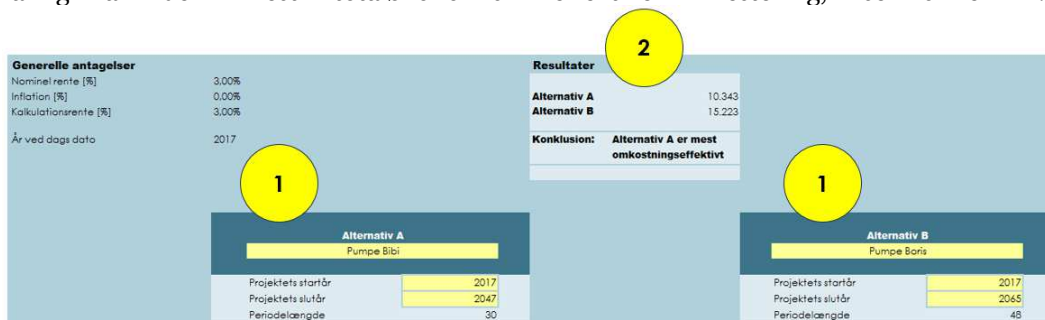 2
Generelle antagelser
Nominel rente [%] 3,00%
Inflation [%] 0,00%
Kalkulationsrente [%] 3,00%
År ved dags dato 2017
Resultater
Alternativ A 10.343
Alternativ B 15.223
Konklusion: Alternativ A er mest
omkostningseffektivt
1
Alternativ A
Pumpe Bibi
Projektets startår 2017
Projektets slutår 2047
Periodelængde 30
1
Alternativ B
Pumpe Boris
Projektets startår 2017
Projektets slutår 2065
Periodelængde 48